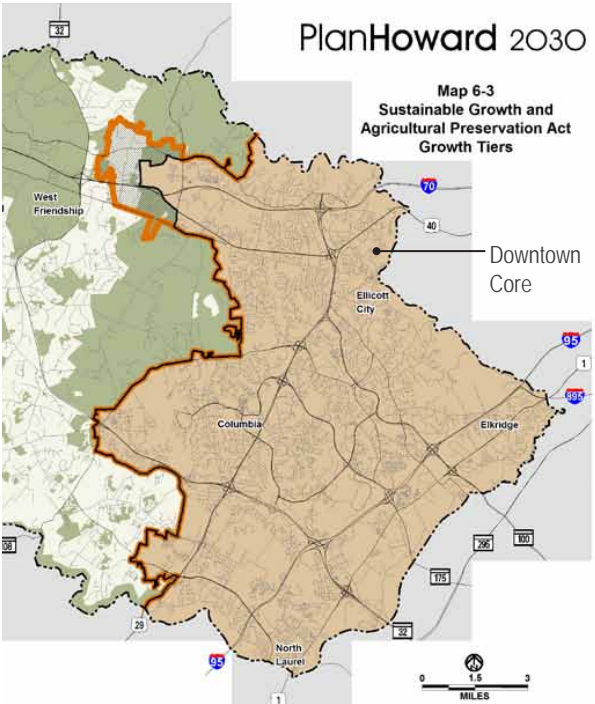 PlanHoward 2030
Map 6-3
Sustainable Growth and
Agricultural Preservation Act
Growth Tiers
32
70
40
West
Friendship
Downtown
Core
Ellicott
City
95
1
895
Columbia
Elkridge
108
100
295
175
32
29
95
North
Laurel
1
0 1.5 3
MILES